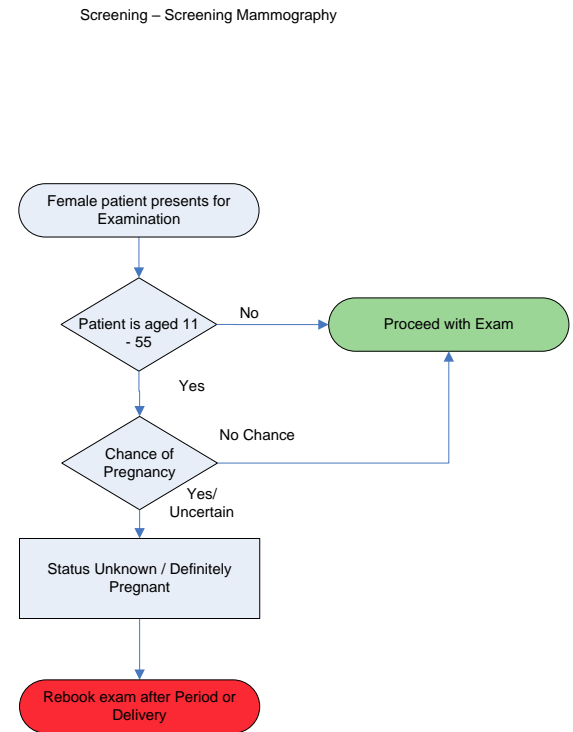 Screening – Screening Mammography
Female patient presents for
Examination
Patient is aged 11
- 55
No
Proceed with Exam
Yes
No Chance
Chance of
Pregnancy
Yes/
Uncertain
Status Unknown / Definitely
Pregnant
Rebook exam after Period or
Delivery